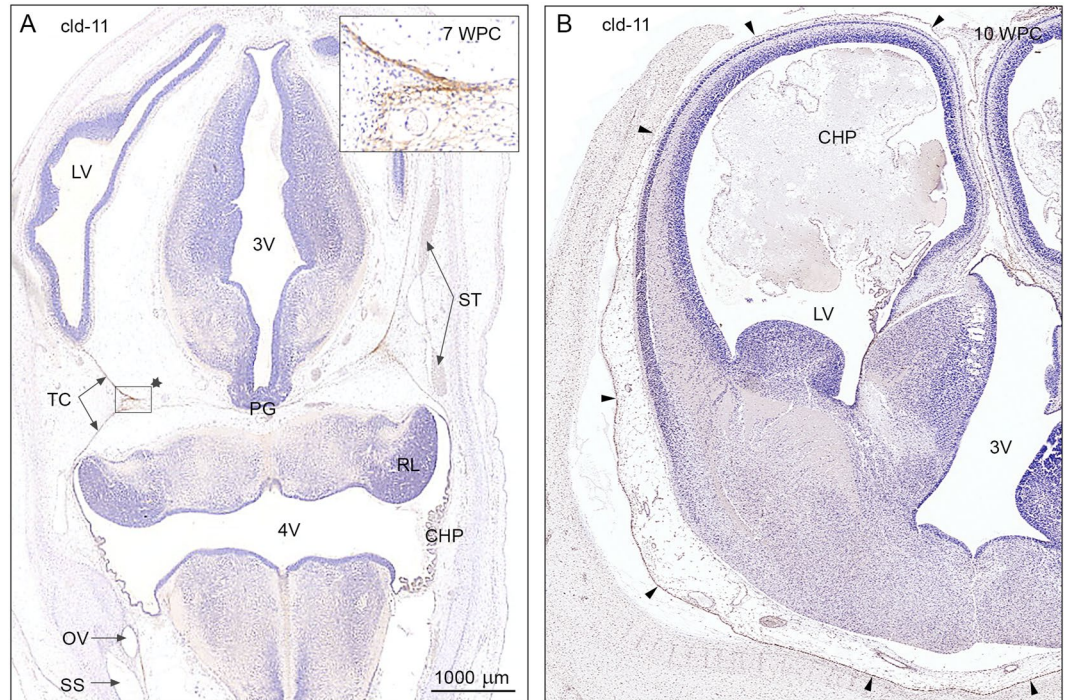 A
cld-11
7 WPC
LV
3V
ST
TC
PG
RL
4V
CHP
OV
SS
1000 µm
B
cld-11
10 WPC
CHP
LV
3V